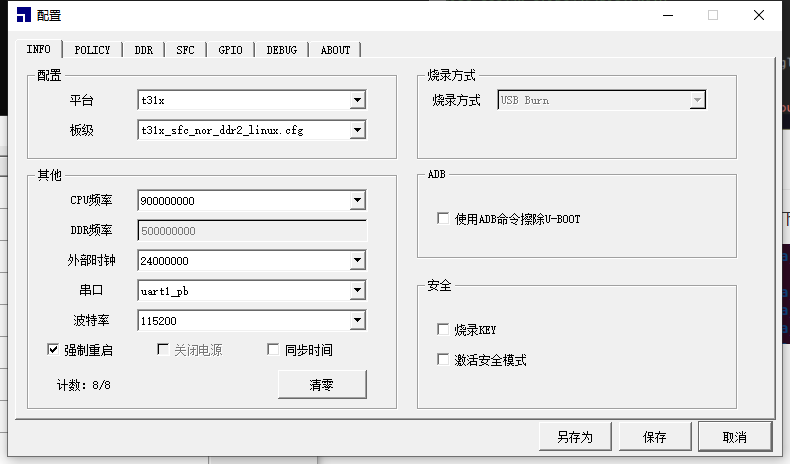 配置
INFO POLICY DDR SFC GPIO DEBUG ABOUT
配置
平台 t31x
板级 t31x_sfc_nor_ddr2_linux.cfg
其他
CPU频率 900000000
DDR频率 500000000
外部时钟 24000000
串口 uart1_pb
波特率 115200
强制重启 关闭电源 同步时间
计数: 8/8 清零
烧录方式
烧录方式 USB Burn
ADB
使用ADB命令擦除U-BOOT
安全
烧录KEY
激活安全模式
另存为 保存 取消